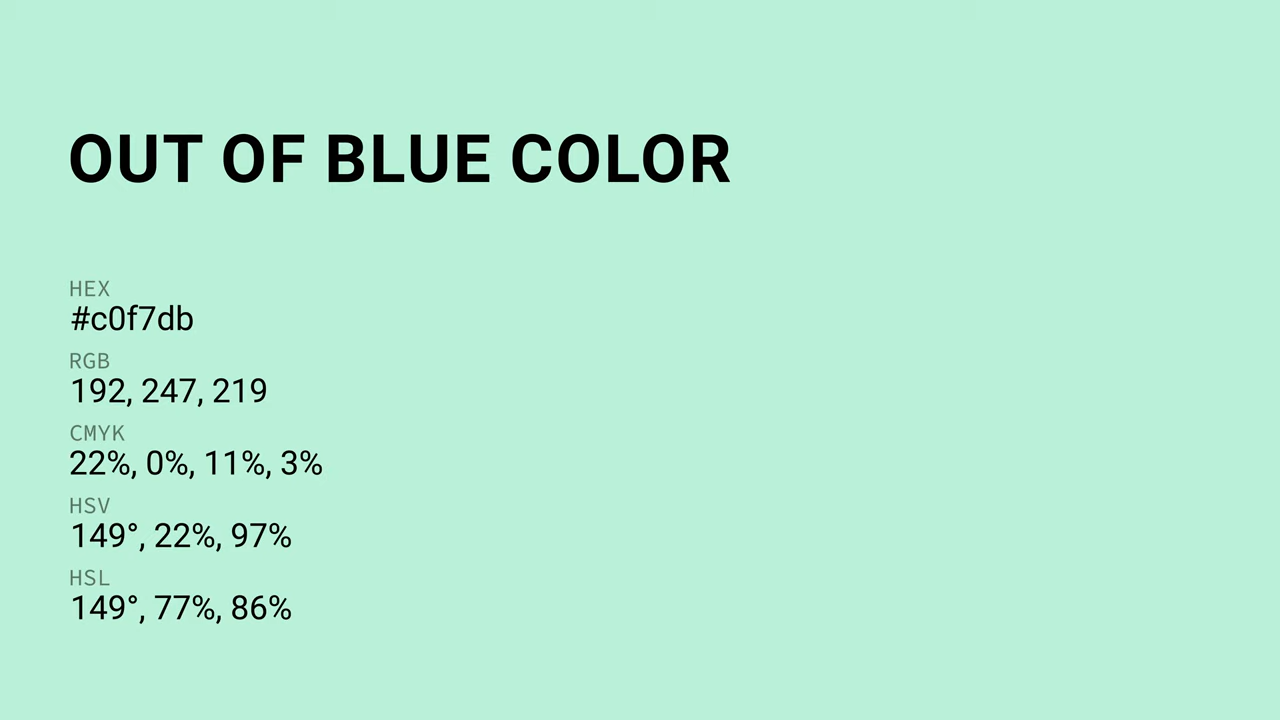 OUT OF BLUE COLOR
HEX
#c0f7db
RGB
192, 247, 219
CMYK
22%, 0%, 11%, 3%
HSV
149°, 22%, 97%
HSL
149°, 77%, 86%